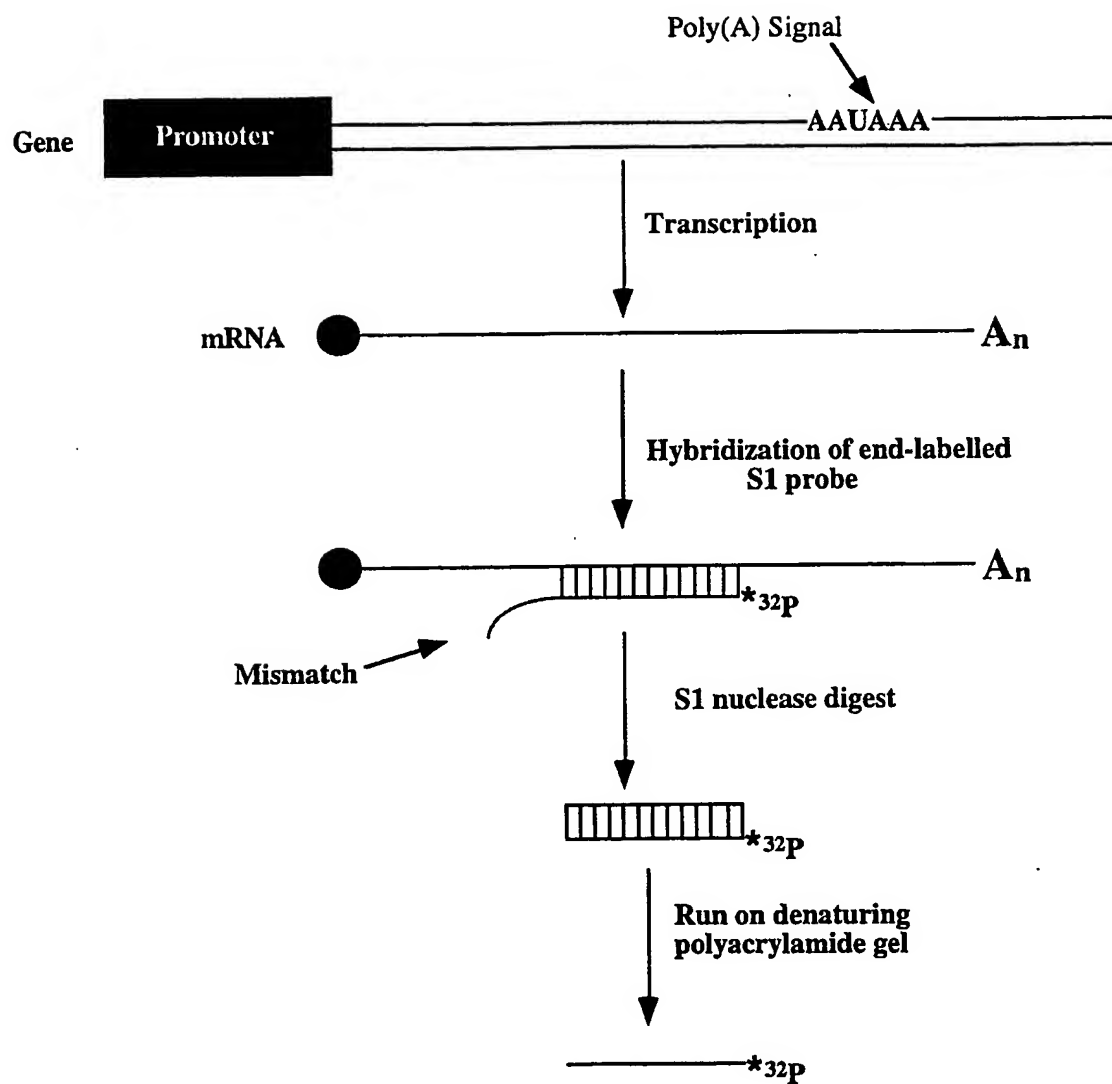 Poly(A) Signal
AAUAAA
Gene
Promoter
Transcription
mRNA
An
Hybridization of end-labelled
S1 probe
An
*32P
Mismatch
S1 nuclease digest
*32P
Run on denaturing
polyacrylamide gel
*32P